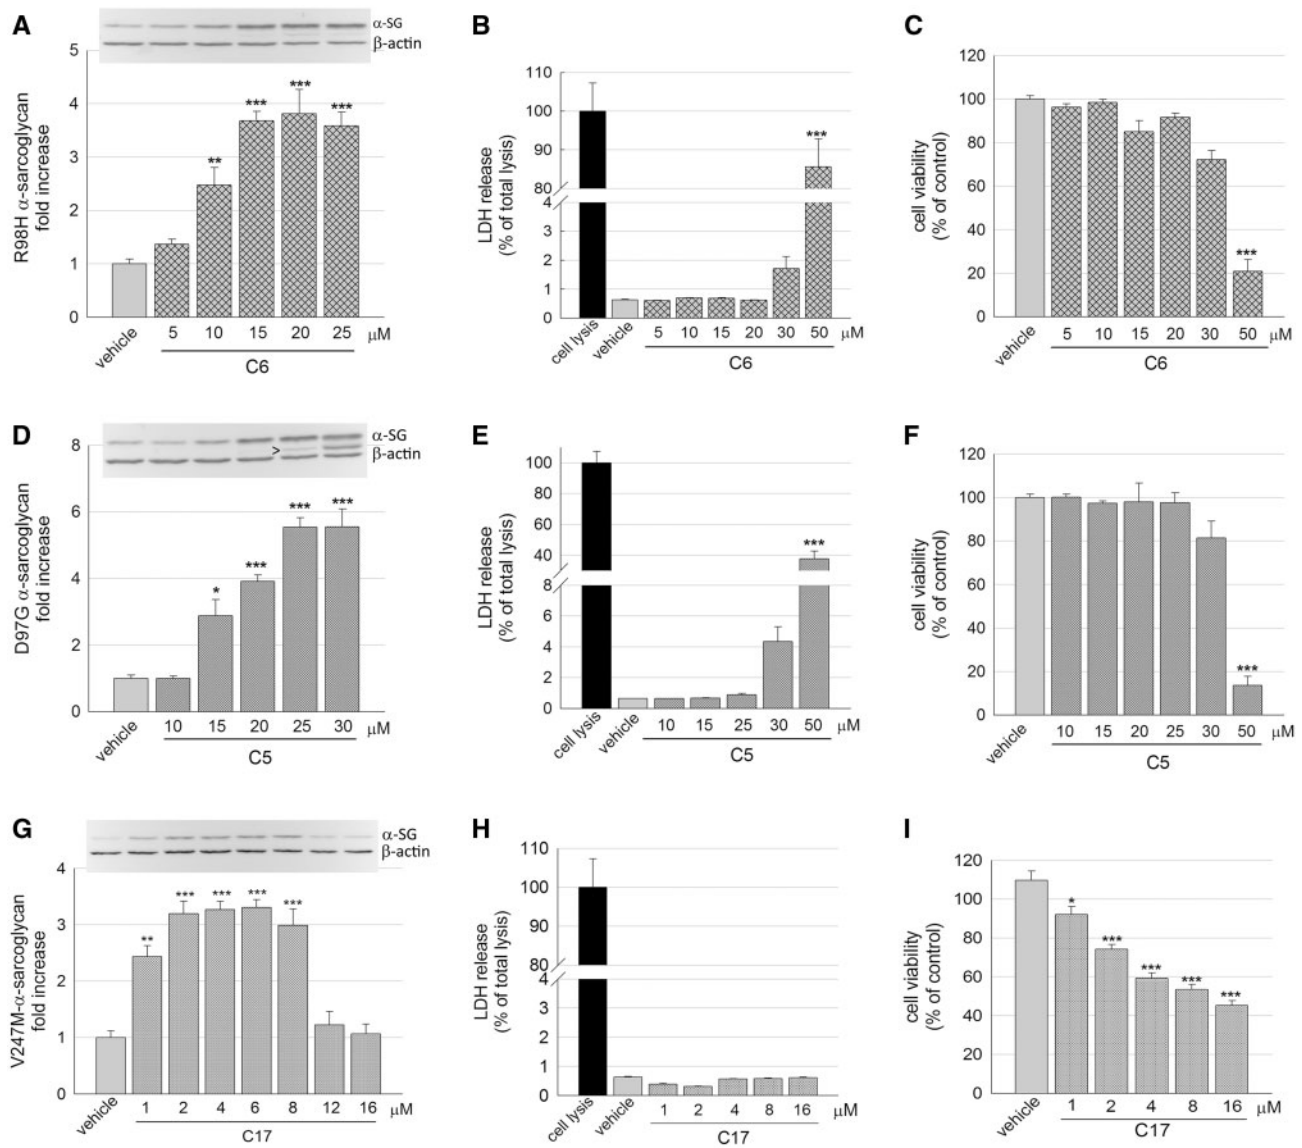 A
α-SG
β-actin
R98H α-sarcoglycan
fold increase
5
4
3
2
1
0
**
***
***
***
vehicle
5 10 15 20 25 μM
C6
B
LDH release
(% of total lysis)
110
100
90
80
4
3
2
1
0
***
cell lysis
vehicle
5 10 15 20 30 50 μM
C6
C
cell viability
(% of control)
120
100
80
60
40
20
0
***
vehicle
5 10 15 20 30 50 μM
C6
D
α-SG
>
β-actin
D97G α-sarcoglycan
fold increase
8
6
4
2
0
*
***
***
***
vehicle
10 15 20 25 30 μM
C5
E
LDH release
(% of total lysis)
100
80
60
40
8
6
4
2
0
***
cell lysis
vehicle
10 15 25 30 50 μM
C5
F
cell viability
(% of control)
120
100
80
60
40
20
0
***
vehicle
10 15 20 25 30 50 μM
C5
G
α-SG
β-actin
V247M-α-sarcoglycan
fold increase
4
3
2
1
0
**
***
***
***
***
vehicle
1 2 4 6 8 12 16 μM
C17
H
LDH release
(% of total lysis)
110
100
90
80
4
3
2
1
0
cell lysis
vehicle
1 2 4 8 16 μM
C17
I
cell viability
(% of control)
120
100
80
60
40
20
0
*
***
***
***
***
vehicle
1 2 4 8 16 μM
C17